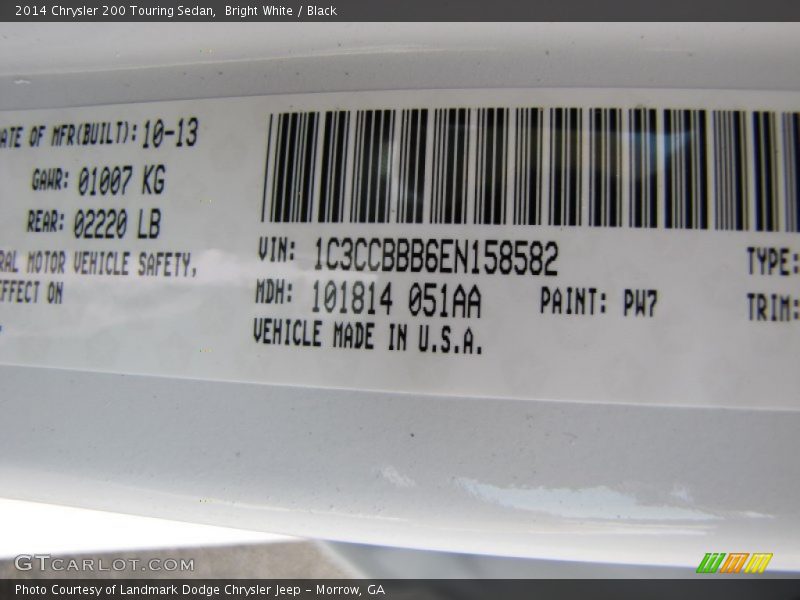 2014 Chrysler 200 Touring Sedan, Bright White / Black
ATE OF MFR(BUILT): 10-13
GAWR: 01007 KG
REAR: 02220 LB
RAL MOTOR VEHICLE SAFETY,
FFECT ON
VIN: 1C3CCBBB6EN158582
MDH: 101814 051AA PAINT: PW7
VEHICLE MADE IN U.S.A.
TYPE:
TRIM:
GTCARLOT.COM
Photo Courtesy of Landmark Dodge Chrysler Jeep - Morrow, GA